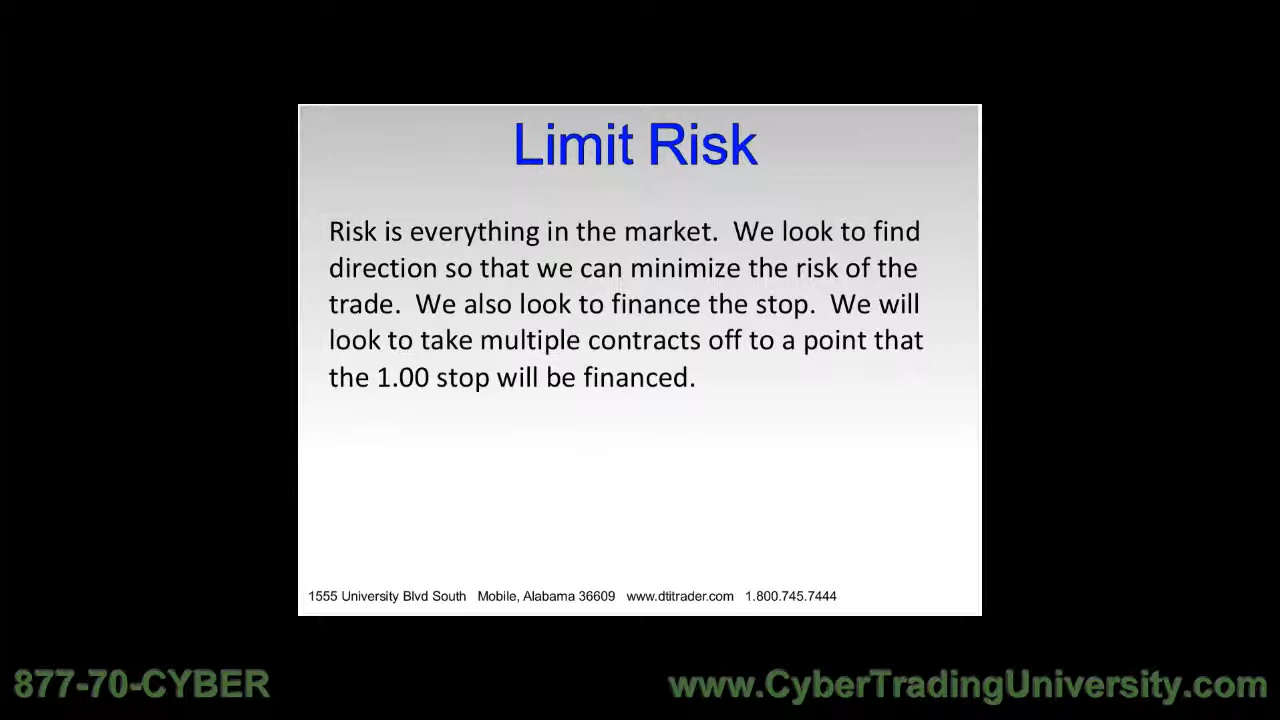 Limit Risk
Risk is everything in the market.  We look to find
direction so that we can minimize the risk of the
trade.  We also look to finance the stop.  We will
look to take multiple contracts off to a point that
the 1.00 stop will be financed.
1555 University Blvd South   Mobile, Alabama 36609   www.dtitrader.com   1.800.745.7444
877-70-CYBER
www.CyberTradingUniversity.com